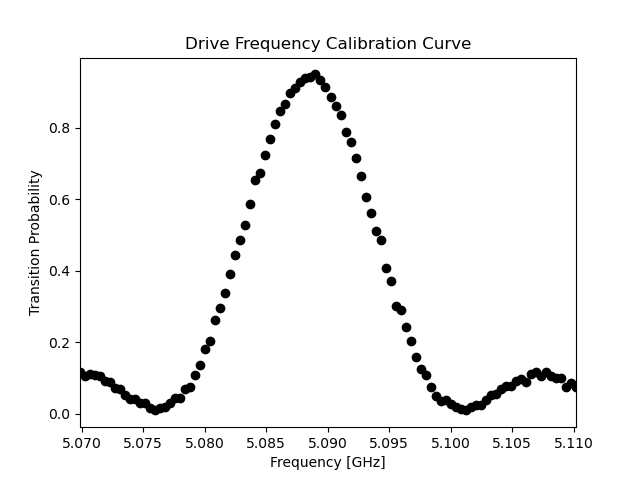 Drive Frequency Calibration Curve
Transition Probability
0.8
0.6
0.4
0.2
0.0
5.070 5.075 5.080 5.085 5.090 5.095 5.100 5.105 5.110
Frequency [GHz]